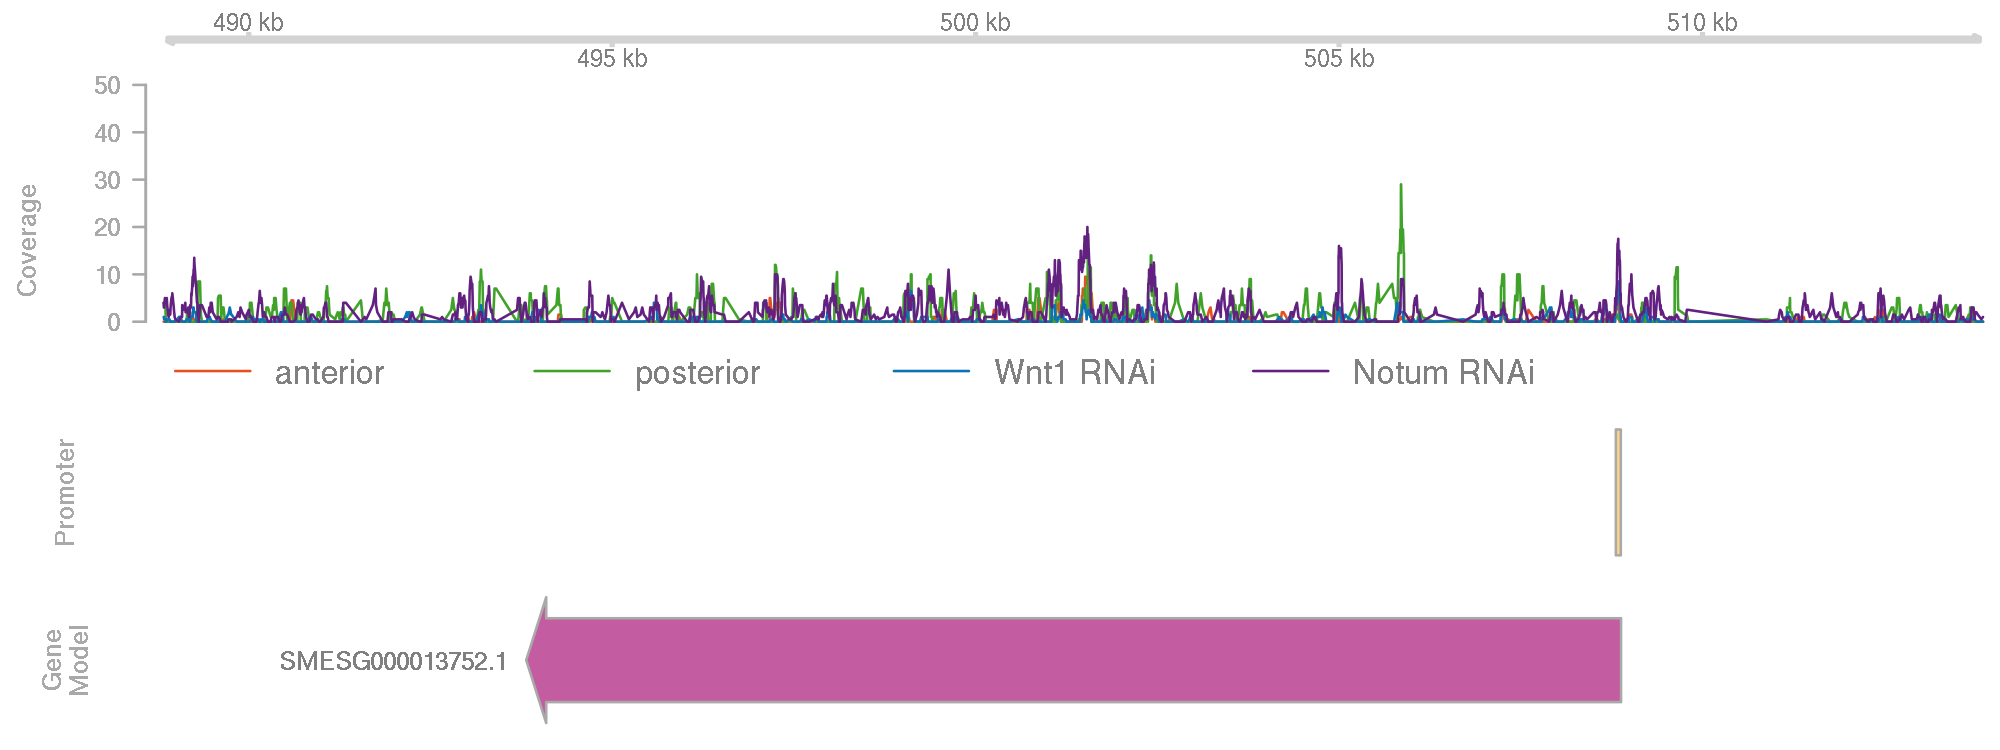 490 kb 500 kb 510 kb
495 kb 505 kb
50
40
30
20
10
0
Coverage
anterior posterior Wnt1 RNAi Notum RNAi
Promoter
Gene
Model
SMESG000013752.1